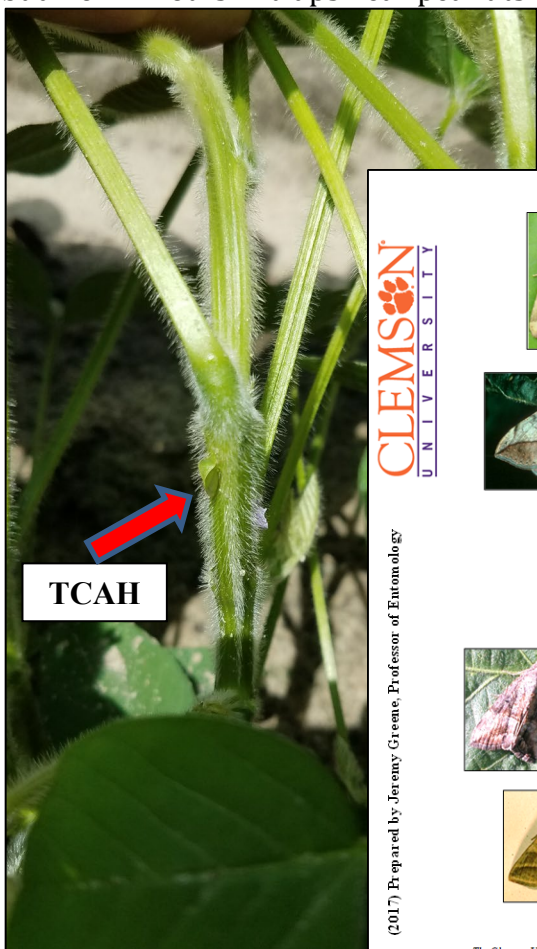 TCAH
CLEMSON
UNIVERSITY
(2017) Prepared by Jeremy Greene, Professor of Entomology